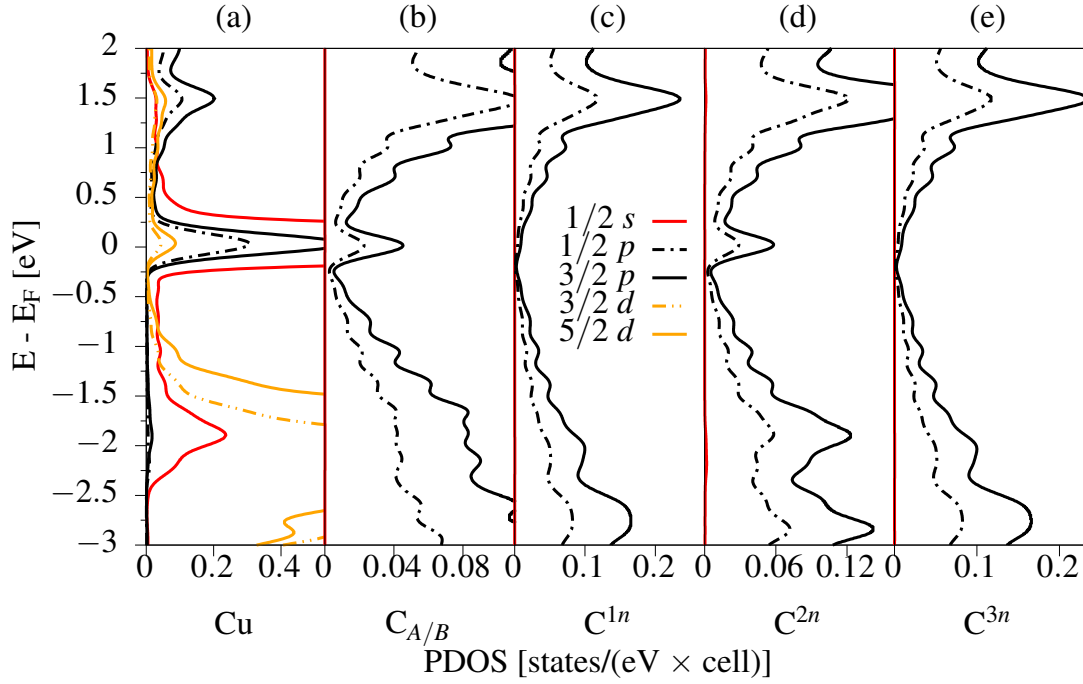 (a) (b) (c) (d) (e)
2
1.5
1
0.5
0
−0.5
−1
−1.5
−2
−2.5
−3
E - E_F [eV]
1/2 s
1/2 p
3/2 p
3/2 d
5/2 d
0 0.2 0.4 0 0.04 0.08 0 0.1 0.2 0 0.06 0.12 0 0.1 0.2
Cu C_{A/B} C^{1n} C^{2n} C^{3n}
PDOS [states/(eV × cell)]